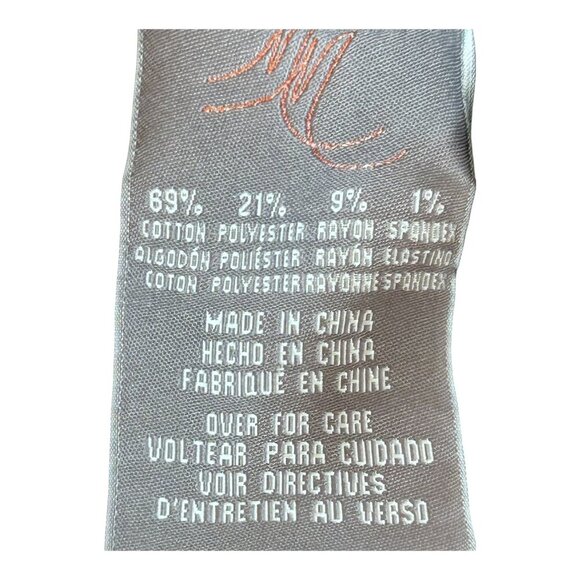 69% 21% 9% 1%
COTTON POLYESTER RAYON SPANDEX
ALGODÓN POLIÉSTER RAYÓN ELASTINO
COTON POLYESTER RAYONNE SPANDEX
MADE IN CHINA
HECHO EN CHINA
FABRIQUÉ EN CHINE
OVER FOR CARE
VOLTEAR PARA CUIDADO
VOIR DIRECTIVES
D'ENTRETIEN AU VERSO